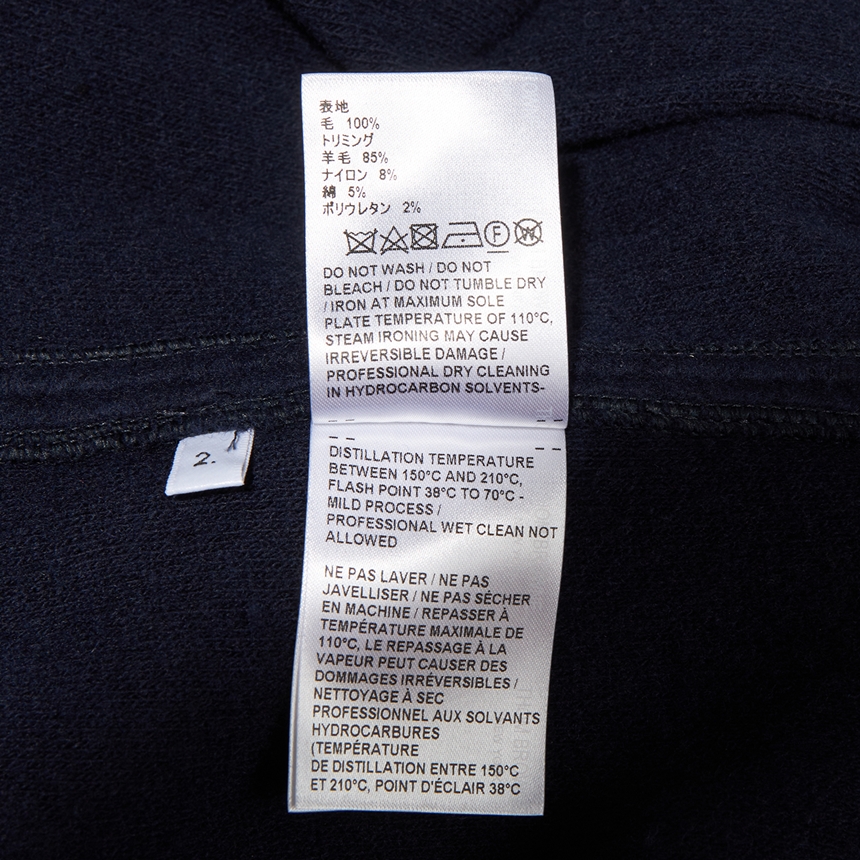 表地
毛 100%
トリミング
羊毛 85%
ナイロン 8%
綿 5%
ポリウレタン 2%
F W
DO NOT WASH / DO NOT
BLEACH / DO NOT TUMBLE DRY
/ IRON AT MAXIMUM SOLE
PLATE TEMPERATURE OF 110°C,
STEAM IRONING MAY CAUSE
IRREVERSIBLE DAMAGE /
PROFESSIONAL DRY CLEANING
IN HYDROCARBON SOLVENTS-
2.
DISTILLATION TEMPERATURE
BETWEEN 150°C AND 210°C,
FLASH POINT 38°C TO 70°C -
MILD PROCESS /
PROFESSIONAL WET CLEAN NOT
ALLOWED
NE PAS LAVER / NE PAS
JAVELLISER / NE PAS SÉCHER
EN MACHINE / REPASSER À
TEMPÉRATURE MAXIMALE DE
110°C, LE REPASSAGE À LA
VAPEUR PEUT CAUSER DES
DOMMAGES IRRÉVERSIBLES /
NETTOYAGE À SEC
PROFESSIONNEL AUX SOLVANTS
HYDROCARBURES
(TEMPÉRATURE
DE DISTILLATION ENTRE 150°C
ET 210°C, POINT D'ÉCLAIR 38°C